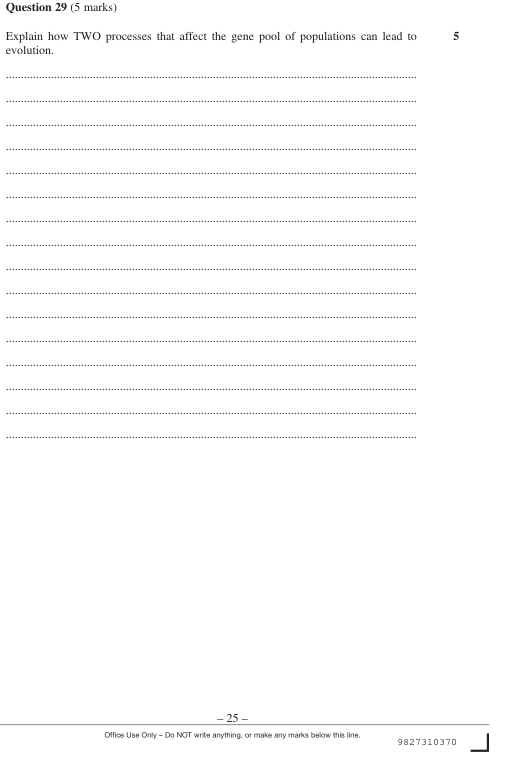 Question 29 (5 marks)
Explain how TWO processes that affect the gene pool of populations can lead to 5
evolution.
– 25 –
Office Use Only – Do NOT write anything, or make any marks below this line.
9827310370